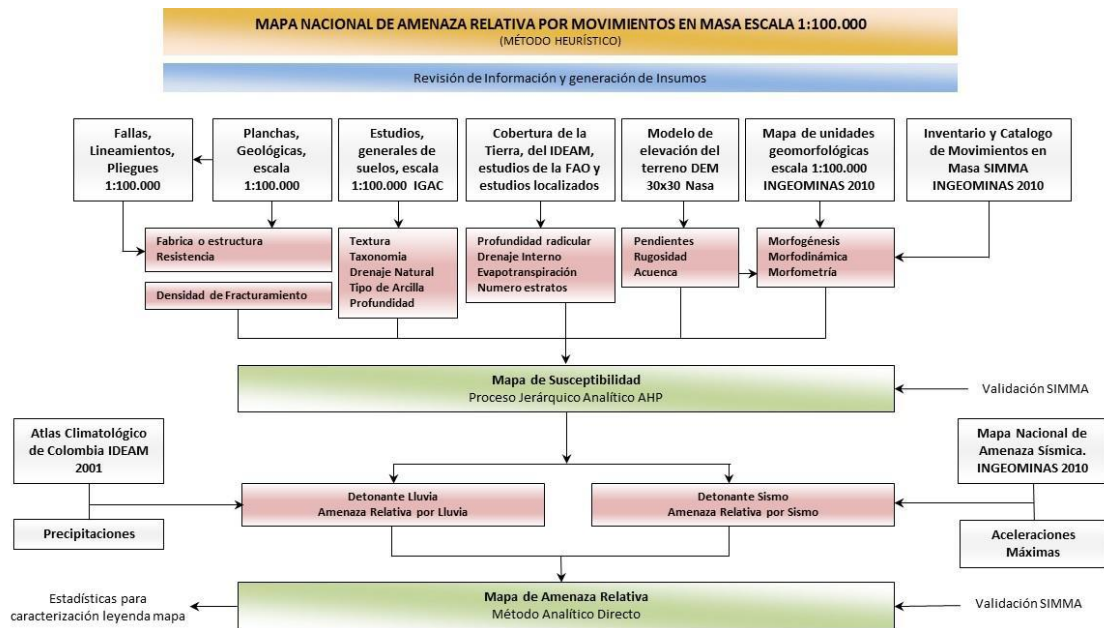 MAPA NACIONAL DE AMENAZA RELATIVA POR MOVIMIENTOS EN MASA ESCALA 1:100.000
(MÉTODO HEURÍSTICO)
Revisión de Información y generación de Insumos
Fallas,
Lineamientos,
Pliegues
1:100.000
Planchas,
Geológicas,
escala
1:100.000
Estudios,
generales de
suelos, escala
1:100.000 IGAC
Cobertura de la
Tierra, del IDEAM,
estudios de la FAO y
estudios localizados
Modelo de
elevación del
terreno DEM
30x30 Nasa
Mapa de unidades
geomorfológicas
escala 1:100.000
INGEOMINAS 2010
Inventario y Catalogo
de Movimientos en
Masa SIMMA
INGEOMINAS 2010
Fabrica o estructura
Resistencia
Densidad de Fracturamiento
Textura
Taxonomia
Drenaje Natural
Tipo de Arcilla
Profundidad
Profundidad radicular
Drenaje Interno
Evapotranspiración
Numero estratos
Pendientes
Rugosidad
Acuenca
Morfogénesis
Morfodinámica
Morfometría
Mapa de Susceptibilidad
Proceso Jerárquico Analítico AHP
Validación SIMMA
Atlas Climatológico
de Colombia IDEAM
2001
Mapa Nacional de
Amenaza Sísmica.
INGEOMINAS 2010
Detonante Lluvia
Amenaza Relativa por Lluvia
Detonante Sismo
Amenaza Relativa por Sismo
Precipitaciones
Aceleraciones
Máximas
Estadísticas para
caracterización leyenda mapa
Mapa de Amenaza Relativa
Método Analítico Directo
Validación SIMMA